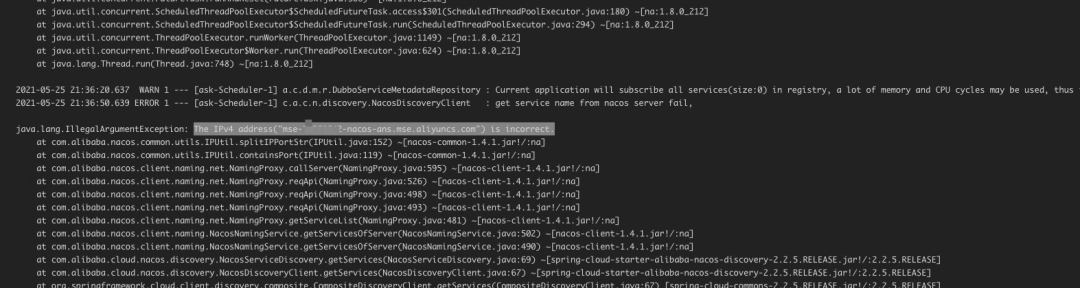 at java.util.concurrent.ScheduledThreadPoolExecutor$ScheduledFutureTask.access$301(ScheduledThreadPoolExecutor.java:180) ~[na:1.8.0_212]
at java.util.concurrent.ScheduledThreadPoolExecutor$ScheduledFutureTask.run(ScheduledThreadPoolExecutor.java:294) ~[na:1.8.0_212]
at java.util.concurrent.ThreadPoolExecutor.runWorker(ThreadPoolExecutor.java:1149) ~[na:1.8.0_212]
at java.util.concurrent.ThreadPoolExecutor$Worker.run(ThreadPoolExecutor.java:624) ~[na:1.8.0_212]
at java.lang.Thread.run(Thread.java:748) ~[na:1.8.0_212]
2021-05-25 21:36:20.637  WARN 1 --- [ask-Scheduler-1] a.c.d.m.r.DubboServiceMetadataRepository : Current application will subscribe all services(size:0) in registry, a lot of memory and CPU cycles may be used, thus
2021-05-25 21:36:50.639 ERROR 1 --- [ask-Scheduler-1] c.a.c.n.discovery.NacosDiscoveryClient   : get service name from nacos server fail,
java.lang.IllegalArgumentException: The IPv4 address("mse- -nacos-ans.mse.aliyuncs.com") is incorrect.
at com.alibaba.nacos.common.utils.IPUtil.splitIPPortStr(IPUtil.java:152) ~[nacos-common-1.4.1.jar!/:na]
at com.alibaba.nacos.common.utils.IPUtil.containsPort(IPUtil.java:119) ~[nacos-common-1.4.1.jar!/:na]
at com.alibaba.nacos.client.naming.net.NamingProxy.callServer(NamingProxy.java:595) ~[nacos-client-1.4.1.jar!/:na]
at com.alibaba.nacos.client.naming.net.NamingProxy.reqApi(NamingProxy.java:526) ~[nacos-client-1.4.1.jar!/:na]
at com.alibaba.nacos.client.naming.net.NamingProxy.reqApi(NamingProxy.java:498) ~[nacos-client-1.4.1.jar!/:na]
at com.alibaba.nacos.client.naming.net.NamingProxy.reqApi(NamingProxy.java:493) ~[nacos-client-1.4.1.jar!/:na]
at com.alibaba.nacos.client.naming.net.NamingProxy.getServiceList(NamingProxy.java:481) ~[nacos-client-1.4.1.jar!/:na]
at com.alibaba.nacos.client.naming.NacosNamingService.getServicesOfServer(NacosNamingService.java:502) ~[nacos-client-1.4.1.jar!/:na]
at com.alibaba.nacos.client.naming.NacosNamingService.getServicesOfServer(NacosNamingService.java:490) ~[nacos-client-1.4.1.jar!/:na]
at com.alibaba.cloud.nacos.discovery.NacosServiceDiscovery.getServices(NacosServiceDiscovery.java:69) ~[spring-cloud-starter-alibaba-nacos-discovery-2.2.5.RELEASE.jar!/:2.2.5.RELEASE]
at com.alibaba.cloud.nacos.discovery.NacosDiscoveryClient.getServices(NacosDiscoveryClient.java:67) ~[spring-cloud-starter-alibaba-nacos-discovery-2.2.5.RELEASE.jar!/:2.2.5.RELEASE]
at org.springframework.cloud.client.discovery.composite.CompositeDiscoveryClient.getServices(CompositeDiscoveryClient.java:67) [spring-cloud-commons-2.2.5.RELEASE.jar!/:2.2.5.RELEASE]